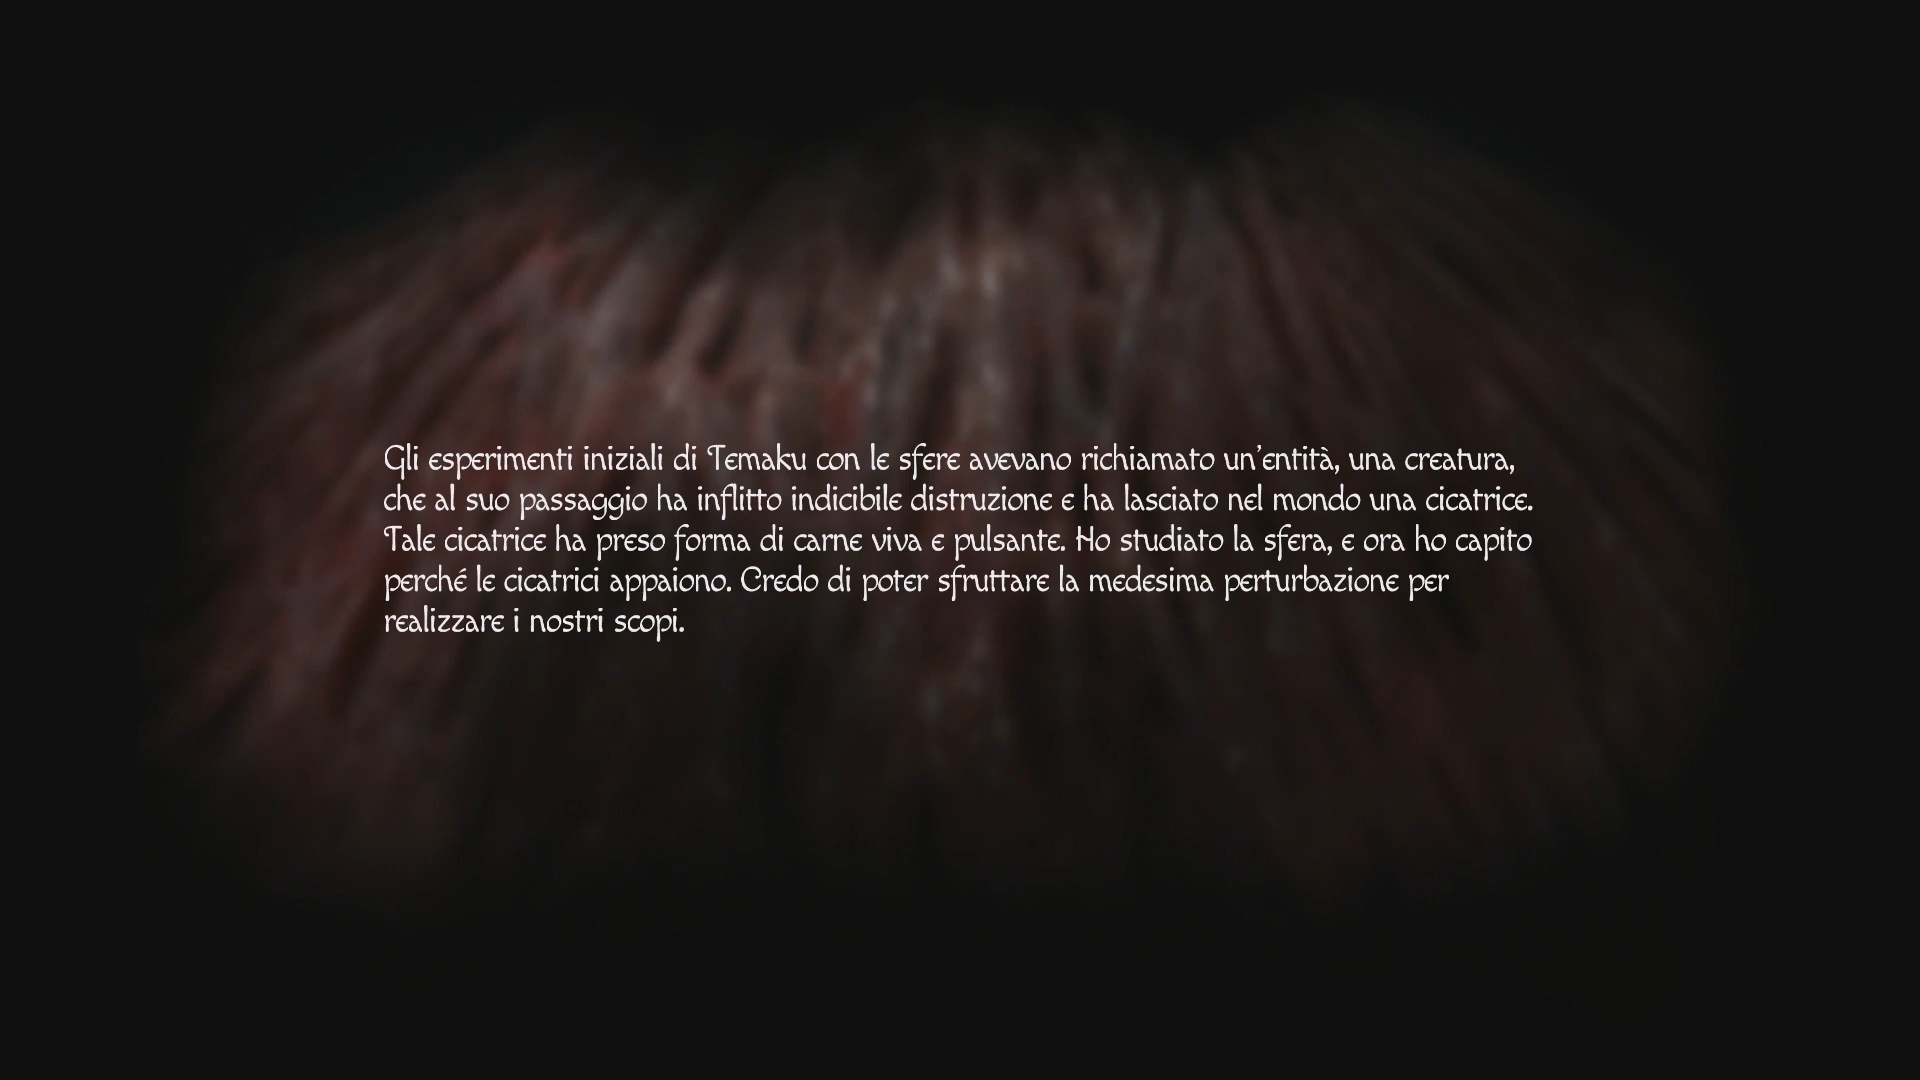 Gli esperimenti iniziali di Temaku con le sfere avevano richiamato un'entità, una creatura,
che al suo passaggio ha inflitto indicibile distruzione e ha lasciato nel mondo una cicatrice.
Tale cicatrice ha preso forma di carne viva e pulsante. Ho studiato la sfera, e ora ho capito
perché le cicatrici appaiono. Credo di poter sfruttare la medesima perturbazione per
realizzare i nostri scopi.